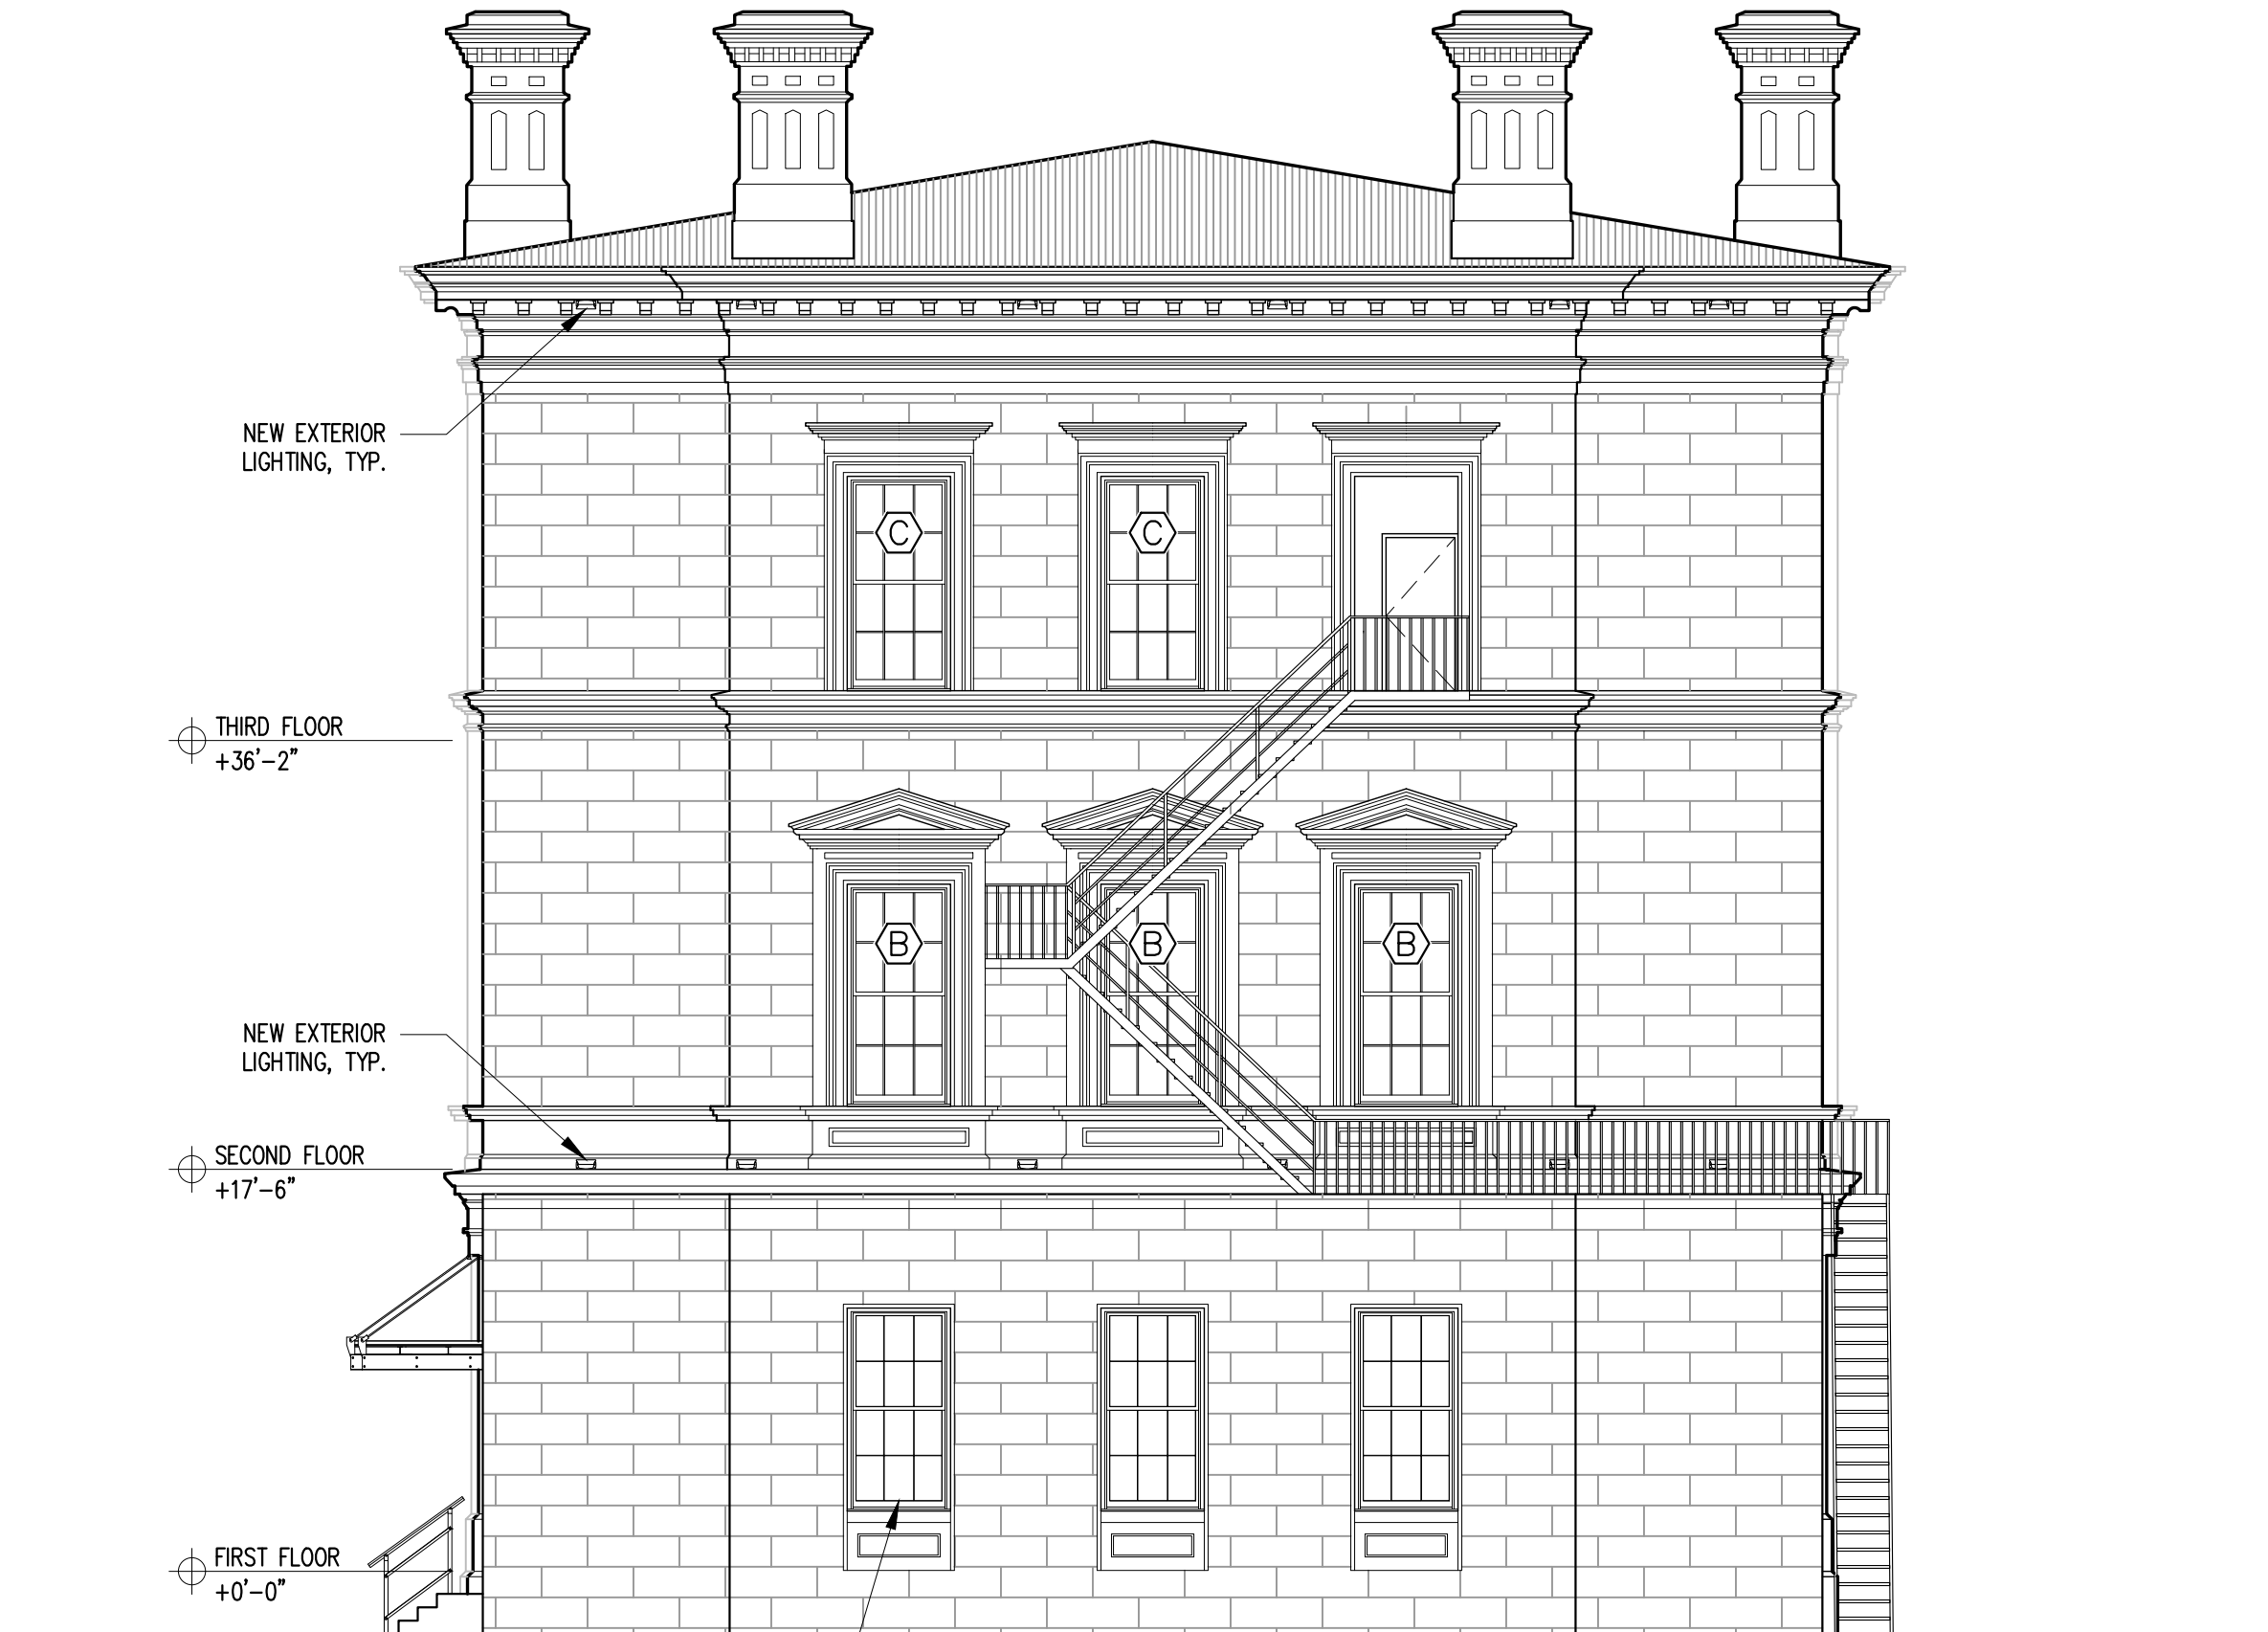 NEW EXTERIOR
LIGHTING, TYP.
C
C
THIRD FLOOR
+36'-2"
B
B
B
NEW EXTERIOR
LIGHTING, TYP.
SECOND FLOOR
+17'-6"
FIRST FLOOR
+0'-0"